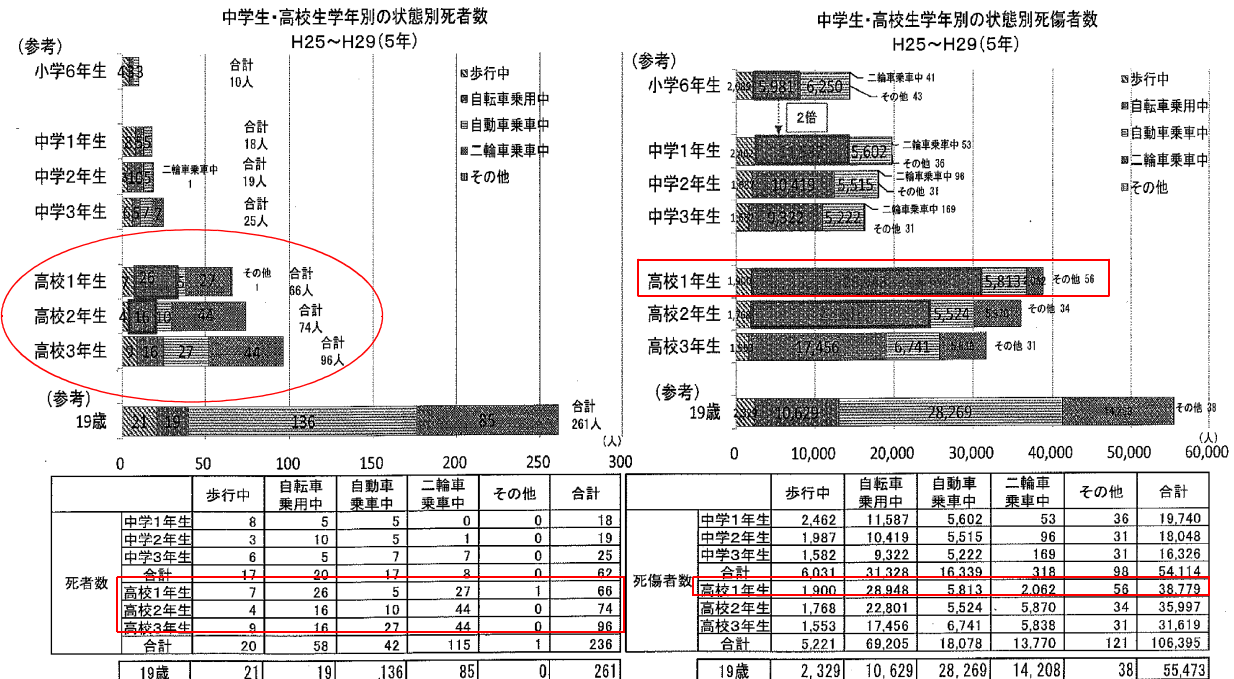 中学生・高校生学年別の状態別死者数
H25～H29(5年)
(参考)
小学6年生
合計
10人
中学1年生
合計
18人
中学2年生
二輪車乗車中
1
合計
19人
中学3年生
合計
25人
高校1年生
26
5
27
その他
1
合計
66人
高校2年生
4 16 10 44
合計
74人
高校3年生
9 16 27 44
合計
96人
(参考)
19歳
21 19 136 85
合計
261人
(人)
0 50 100 150 200 250 300
歩行中
自転車乗用中
自動車乗車中
二輪車乗車中
その他
歩行中 自転車乗用中 自動車乗車中 二輪車乗車中 その他 合計
死者数
中学1年生 8 5 5 0 0 18
中学2年生 3 10 5 1 0 19
中学3年生 6 5 7 7 0 25
合計 17 20 17 8 0 62
高校1年生 7 26 5 27 1 66
高校2年生 4 16 10 44 0 74
高校3年生 9 16 27 44 0 96
合計 20 58 42 115 1 236
19歳 21 19 136 85 0 261
中学生・高校生学年別の状態別死傷者数
H25～H29(5年)
(参考)
小学6年生
5,981 6,250
二輪車乗車中 41
その他 43
2倍
中学1年生
5,602
二輪車乗車中 53
その他 36
中学2年生
10,419 5,515
二輪車乗車中 96
その他 31
中学3年生
9,322 5,222
二輪車乗車中 169
その他 31
高校1年生
5,813
その他 56
高校2年生
5,524
その他 34
高校3年生
17,456 6,741
その他 31
(参考)
19歳
10,629 28,269
その他 38
(人)
0 10,000 20,000 30,000 40,000 50,000 60,000
歩行中
自転車乗用中
自動車乗車中
二輪車乗車中
その他
歩行中 自転車乗用中 自動車乗車中 二輪車乗車中 その他 合計
死傷者数
中学1年生 2,462 11,587 5,602 53 36 19,740
中学2年生 1,987 10,419 5,515 96 31 18,048
中学3年生 1,582 9,322 5,222 169 31 16,326
合計 6,031 31,328 16,339 318 98 54,114
高校1年生 1,900 28,948 5,813 2,062 56 38,779
高校2年生 1,768 22,801 5,524 5,870 34 35,997
高校3年生 1,553 17,456 6,741 5,838 31 31,619
合計 5,221 69,205 18,078 13,770 121 106,395
19歳 2,329 10,629 28,269 14,208 38 55,473